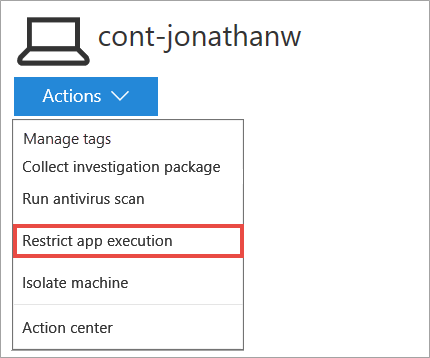 cont-jonathanw
Actions
Manage tags
Collect investigation package
Run antivirus scan
Restrict app execution
Isolate machine
Action center